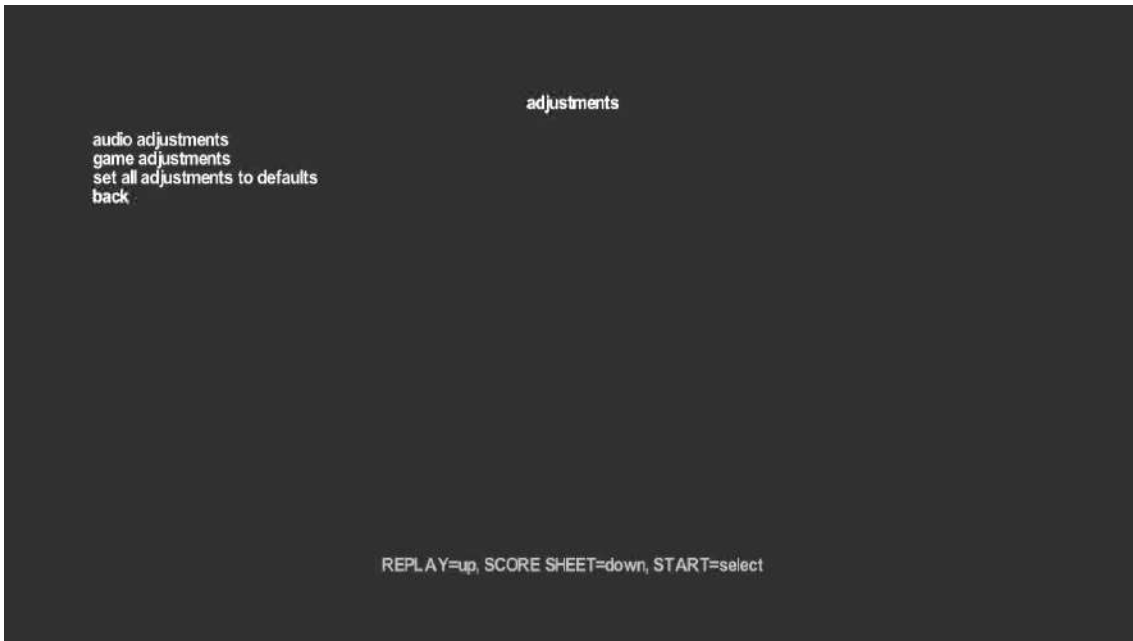 adjustments
audio adjustments
game adjustments
set all adjustments to defaults
back
REPLAY=up, SCORE SHEET=down, START=select